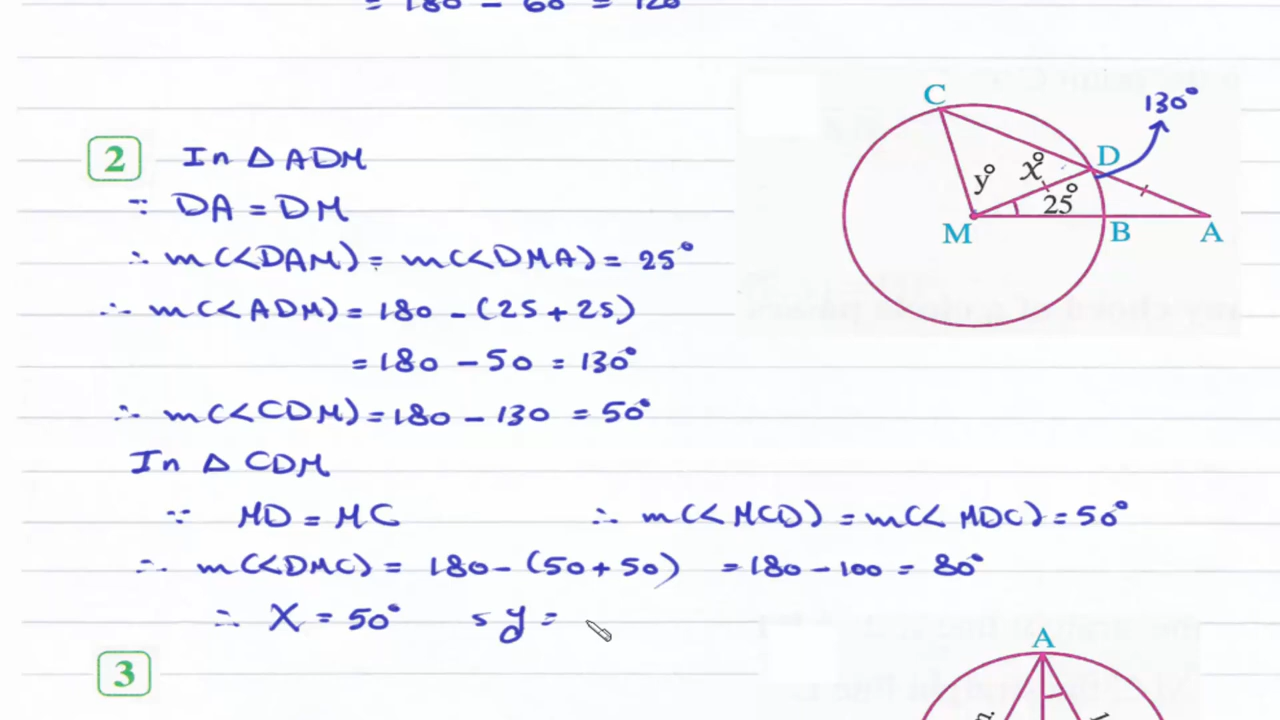 = 180 - 60 = 120
2 In Δ ADM
∵ DA = DM
∴ m(<DAM) = m(<DMA) = 25°
∴ m(<ADM) = 180 - (25 + 25)
= 180 - 50 = 130°
∴ m(<CDM) = 180 - 130 = 50°
In Δ CDM
∵ MD = MC ∴ m(<MCD) = m(<MDC) = 50°
∴ m(<DMC) = 180 - (50 + 50) = 180 - 100 = 80°
∴ X = 50° , y =
3
C
130°
D
y° x°
25°
M B A
A